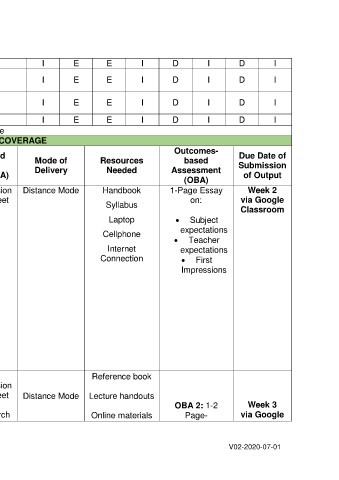 I E E I D I D I
I E E I D I D I
I E E I D I D I
I E E I D I D I
e
COVERAGE
d
A)
Mode of
Delivery
Resources
Needed
Outcomes-
based
Assessment
(OBA)
Due Date of
Submission
of Output
sion
eet
Distance Mode
Handbook
Syllabus
Laptop
Cellphone
Internet
Connection
1-Page Essay
on:
• Subject
expectations
• Teacher
expectations
• First
Impressions
Week 2
via Google
Classroom
sion
eet
rch
Distance Mode
Reference book
Lecture handouts
Online materials
OBA 2: 1-2
Page-
Week 3
via Google
V02-2020-07-01